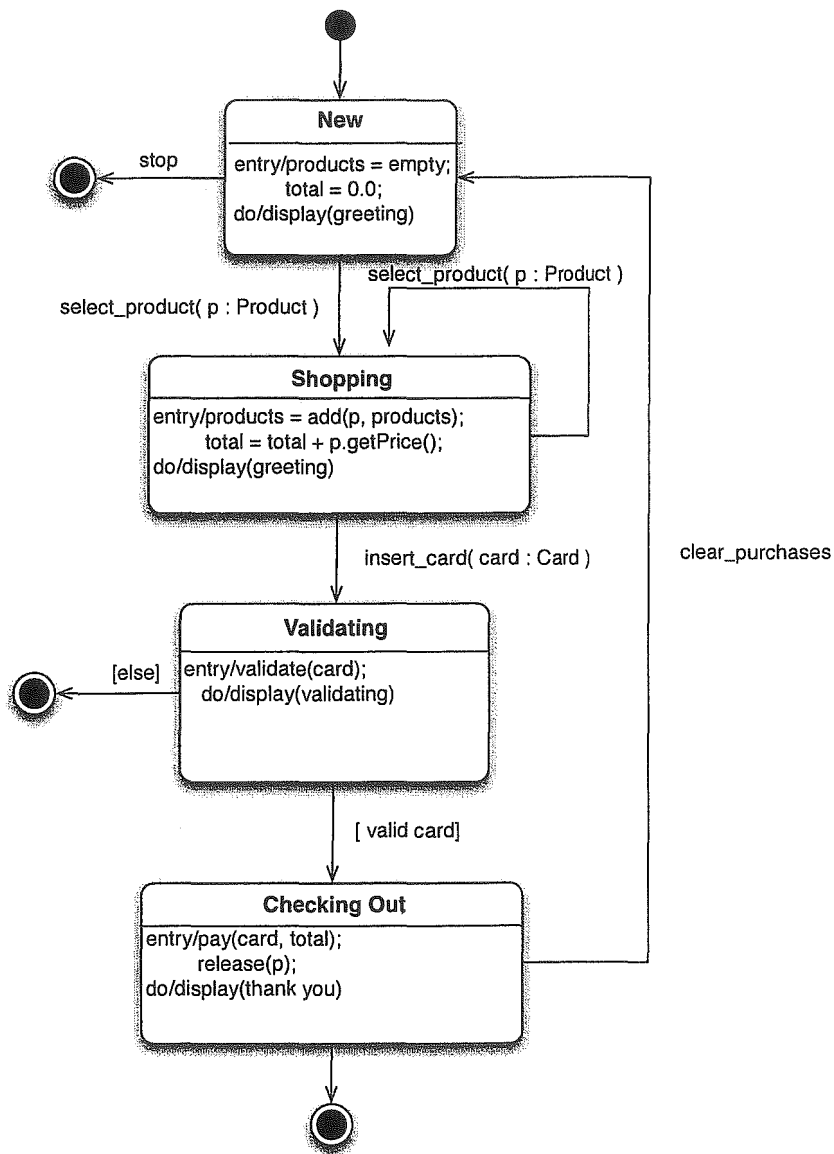 New
stop
entry/products = empty;
total = 0.0;
do/display(greeting)
select_product( p : Product )
select_product( p : Product )
Shopping
entry/products = add(p, products);
total = total + p.getPrice();
do/display(greeting)
insert_card( card : Card )
clear_purchases
Validating
[else]
entry/validate(card);
do/display(validating)
[ valid card]
Checking Out
entry/pay(card, total);
release(p);
do/display(thank you)